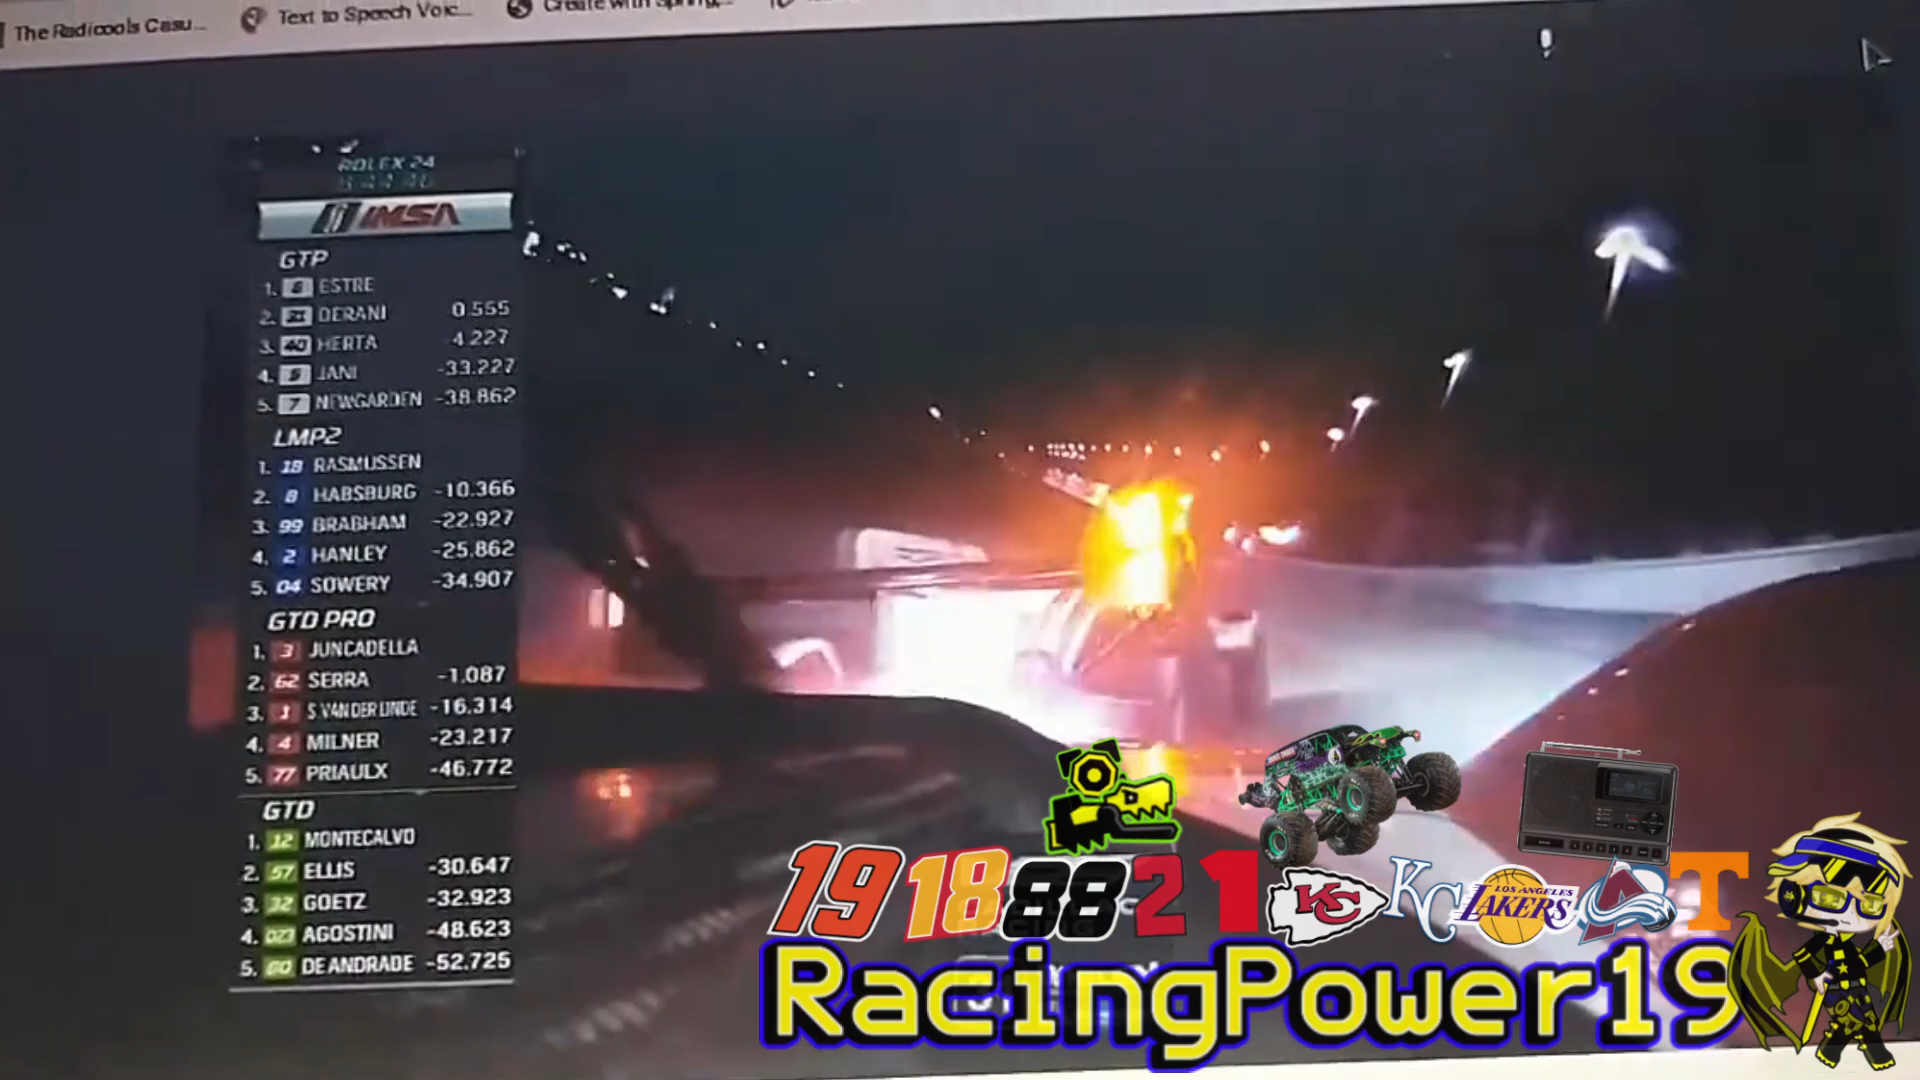 The Radicools Casu...
Text to Speech Voic...
ROLEX 24
IMSA
GTP
1. 6 ESTRE
2. 31 DERANI 0.555
3. 40 HERTA 4.227
4. 5 JANI -33.227
5. 7 NEWGARDEN -38.862
LMP2
1. 18 RASMUSSEN
2. 8 HABSBURG -10.366
3. 99 BRABHAM -22.927
4. 2 HANLEY -25.862
5. 04 SOWERY -34.907
GTD PRO
1. 3 JUNCADELLA
2. 62 SERRA -1.087
3. 1 S VAN DER LINDE -16.314
4. 4 MILNER -23.217
5. 77 PRIAULX -46.772
GTD
1. 12 MONTECALVO
2. 57 ELLIS -30.647
3. 32 GOETZ -32.923
4. 023 AGOSTINI -48.623
5. 80 DE ANDRADE -52.725
19 18 88 21 KC KC LOS ANGELES LAKERS A T
RacingPower19